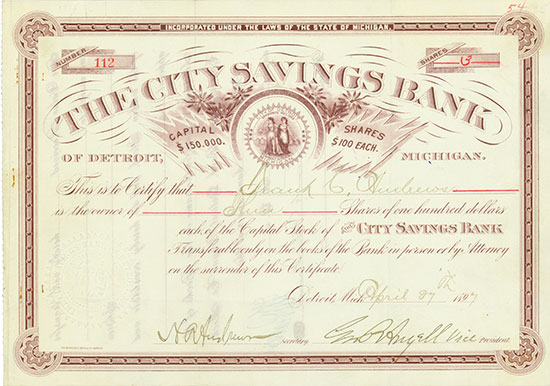 54
INCORPORATED UNDER THE LAWS OF THE STATE OF MICHIGAN.
NUMBER 112
SHARES
THE CITY SAVINGS BANK
CAPITAL $150,000.
SHARES $100 EACH.
OF DETROIT, MICHIGAN.
This is to Certify that Frank C. Andrews
is the owner of Shares of one hundred dollars
each of the Capital Stock of THE CITY SAVINGS BANK
Transferable only on the books of the Bank in person or by Attorney
on the surrender of this Certificate.
Detroit, Mich. April 27th 1897
Secretary. Geo. R. Angell Vice President.